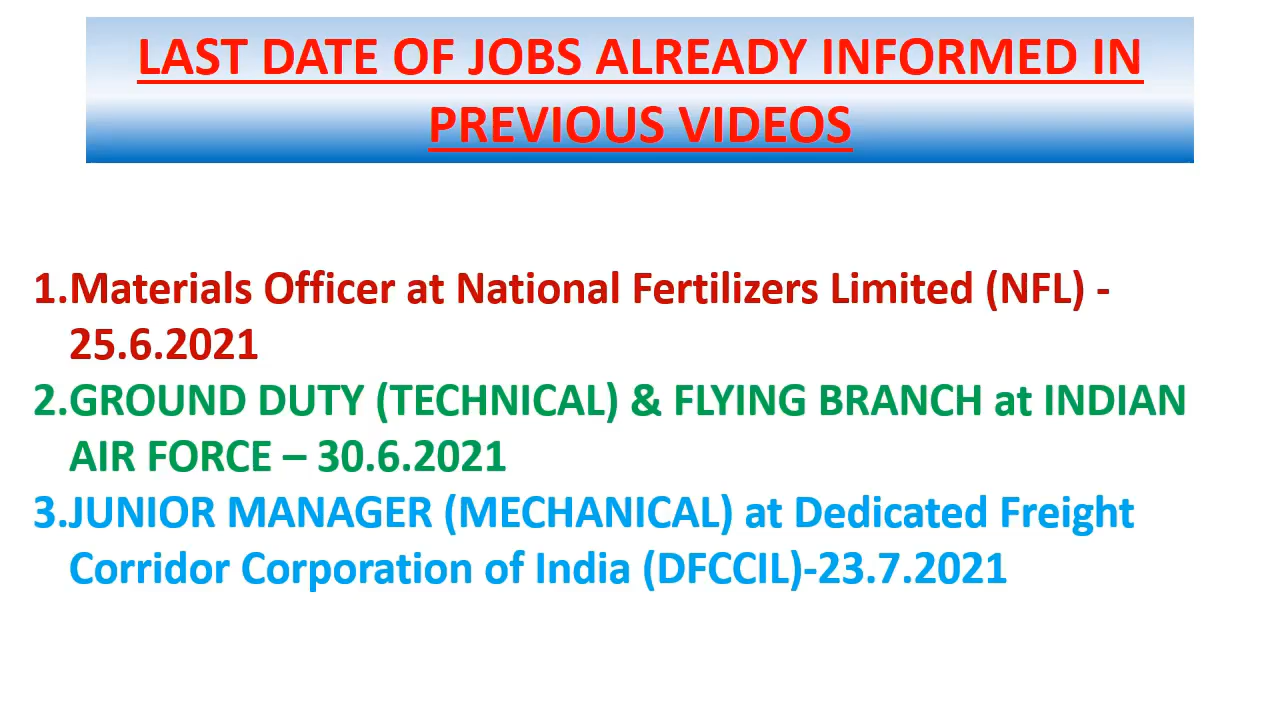 LAST DATE OF JOBS ALREADY INFORMED IN
PREVIOUS VIDEOS
1.Materials Officer at National Fertilizers Limited (NFL) -
25.6.2021
2.GROUND DUTY (TECHNICAL) & FLYING BRANCH at INDIAN
AIR FORCE – 30.6.2021
3.JUNIOR MANAGER (MECHANICAL) at Dedicated Freight
Corridor Corporation of India (DFCCIL)-23.7.2021